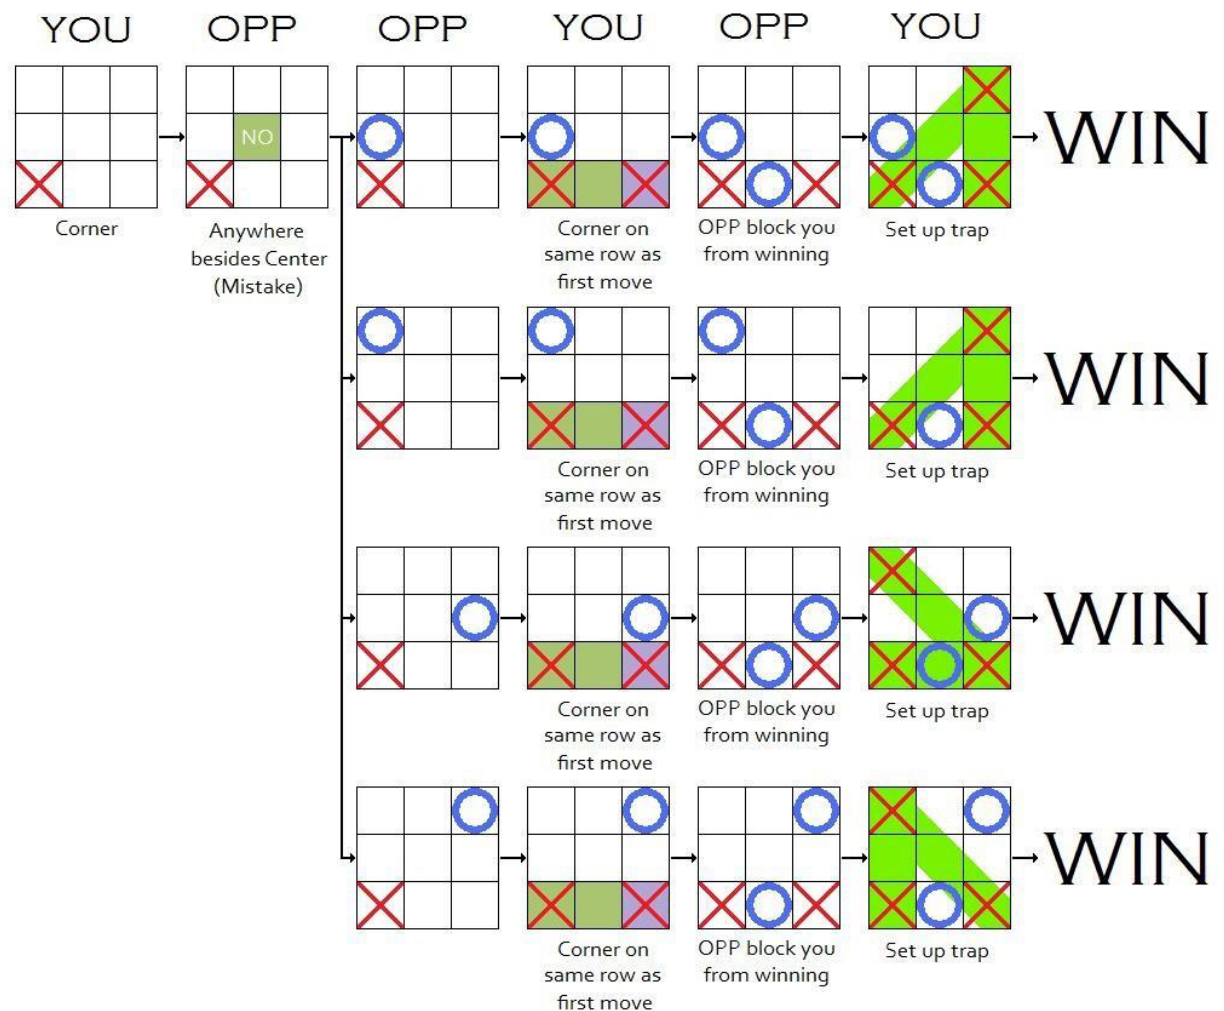 YOU OPP OPP YOU OPP YOU
NO
WIN
Corner
Anywhere
besides Center
(Mistake)
Corner on
same row as
first move
OPP block you
from winning
Set up trap
WIN
Corner on
same row as
first move
OPP block you
from winning
Set up trap
WIN
Corner on
same row as
first move
OPP block you
from winning
Set up trap
WIN
Corner on
same row as
first move
OPP block you
from winning
Set up trap